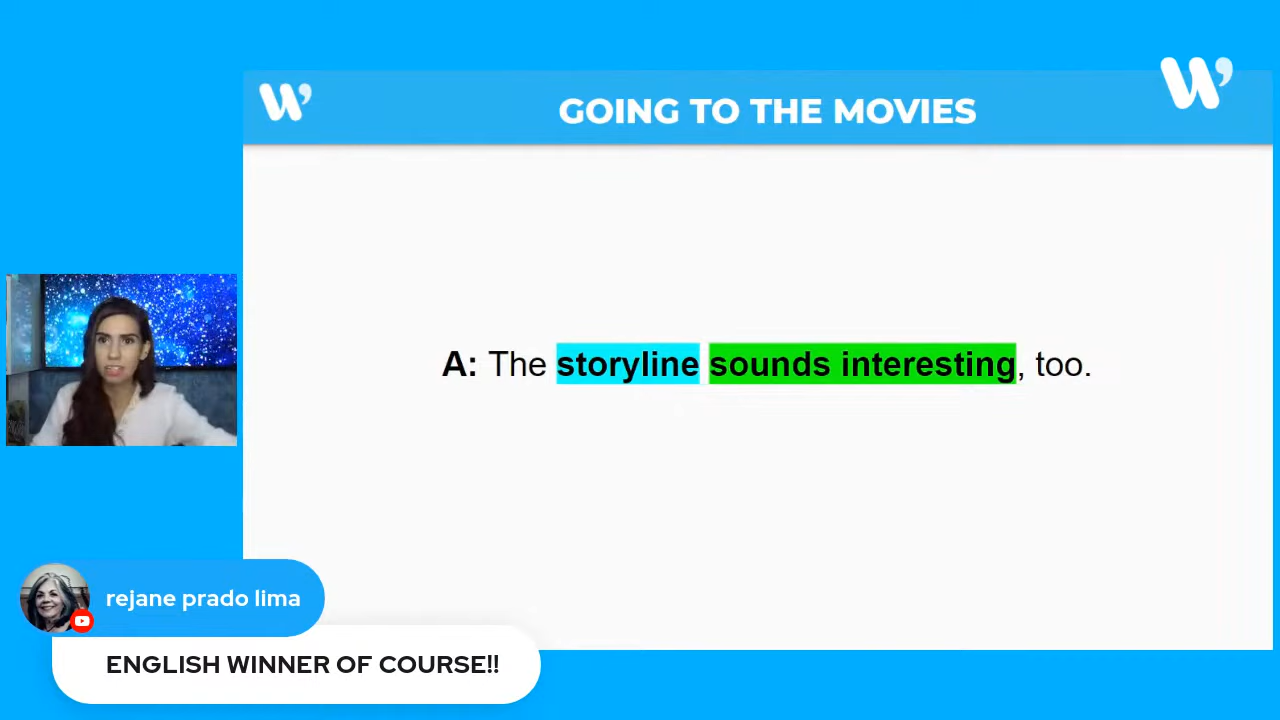 GOING TO THE MOVIES
A: The storyline sounds interesting, too.
rejane prado lima
ENGLISH WINNER OF COURSE!!